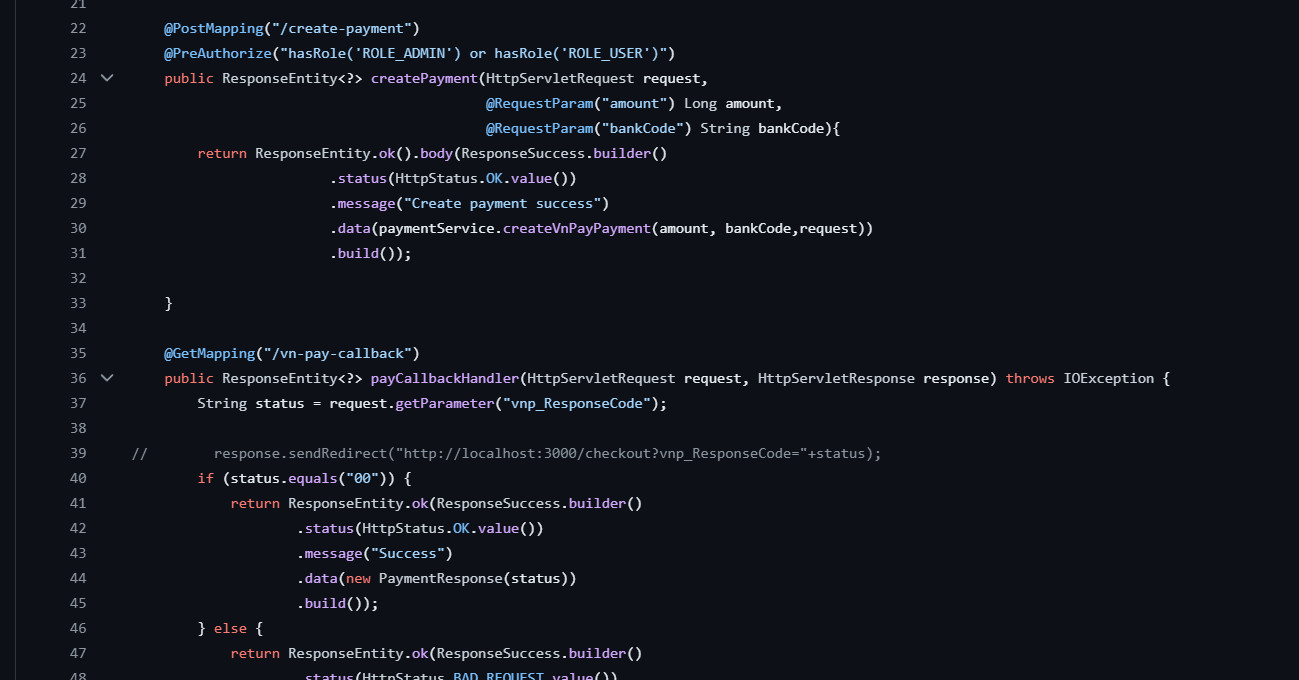 21
22 @PostMapping("/create-payment")
23 @PreAuthorize("hasRole('ROLE_ADMIN') or hasRole('ROLE_USER')")
24 public ResponseEntity<?> createPayment(HttpServletRequest request,
25 @RequestParam("amount") Long amount,
26 @RequestParam("bankCode") String bankCode){
27 return ResponseEntity.ok().body(ResponseSuccess.builder()
28 .status(HttpStatus.OK.value())
29 .message("Create payment success")
30 .data(paymentService.createVnPayPayment(amount, bankCode,request))
31 .build());
32
33 }
34
35 @GetMapping("/vn-pay-callback")
36 public ResponseEntity<?> payCallbackHandler(HttpServletRequest request, HttpServletResponse response) throws IOException {
37 String status = request.getParameter("vnp_ResponseCode");
38
39 // response.sendRedirect("http://localhost:3000/checkout?vnp_ResponseCode="+status);
40 if (status.equals("00")) {
41 return ResponseEntity.ok(ResponseSuccess.builder()
42 .status(HttpStatus.OK.value())
43 .message("Success")
44 .data(new PaymentResponse(status))
45 .build());
46 } else {
47 return ResponseEntity.ok(ResponseSuccess.builder()
48 .status(HttpStatus.BAD_REQUEST.value())